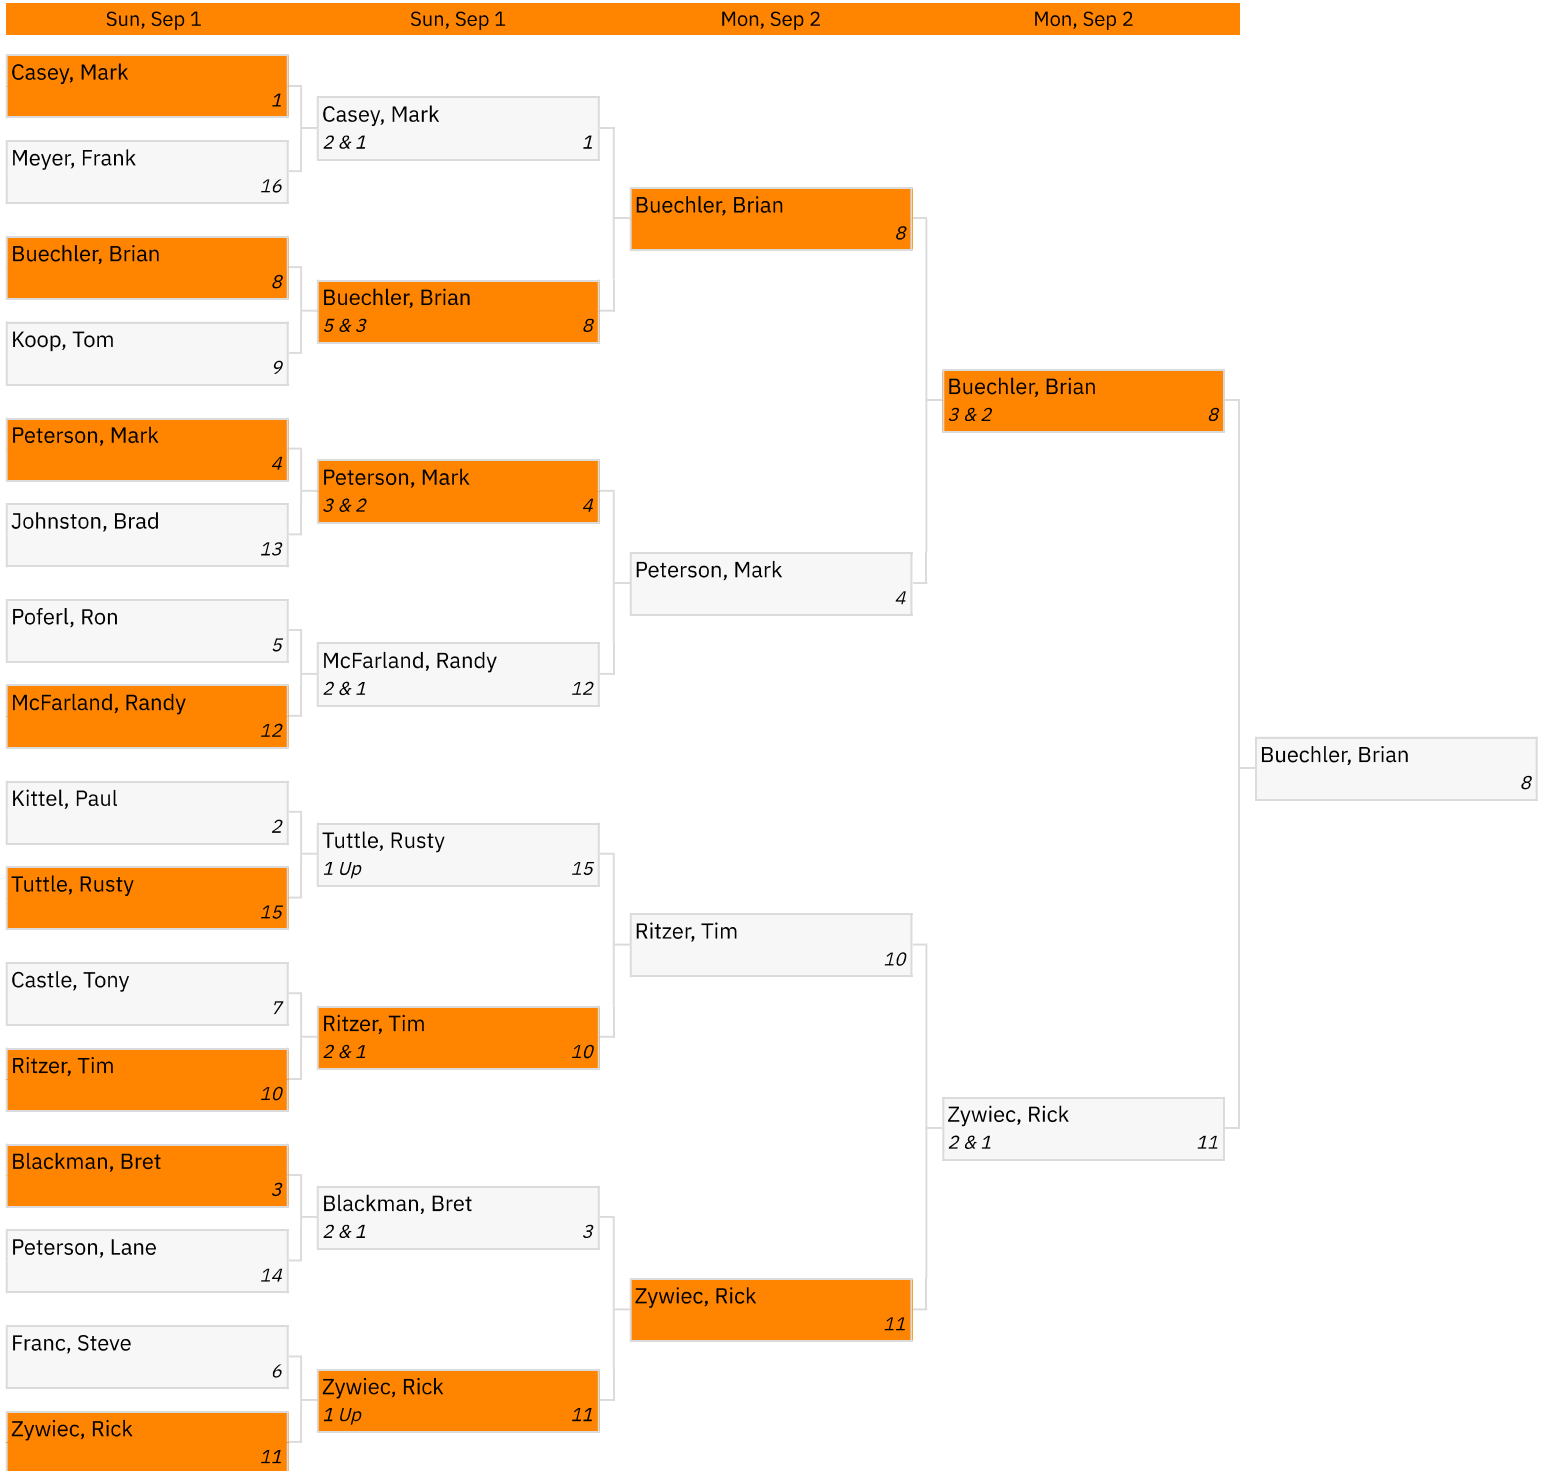 Sun, Sep 1
Sun, Sep 1
Mon, Sep 2
Mon, Sep 2
Casey, Mark
1
Meyer, Frank
16
Buechler, Brian
8
Koop, Tom
9
Peterson, Mark
4
Johnston, Brad
13
Poferl, Ron
5
McFarland, Randy
12
Kittel, Paul
2
Tuttle, Rusty
15
Castle, Tony
7
Ritzer, Tim
10
Blackman, Bret
3
Peterson, Lane
14
Franc, Steve
6
Zywiec, Rick
11
Casey, Mark
2 & 1 1
Buechler, Brian
5 & 3 8
Peterson, Mark
3 & 2 4
McFarland, Randy
2 & 1 12
Tuttle, Rusty
1 Up 15
Ritzer, Tim
2 & 1 10
Blackman, Bret
2 & 1 3
Zywiec, Rick
1 Up 11
Buechler, Brian
8
Peterson, Mark
4
Ritzer, Tim
10
Zywiec, Rick
11
Buechler, Brian
3 & 2 8
Zywiec, Rick
2 & 1 11
Buechler, Brian
8